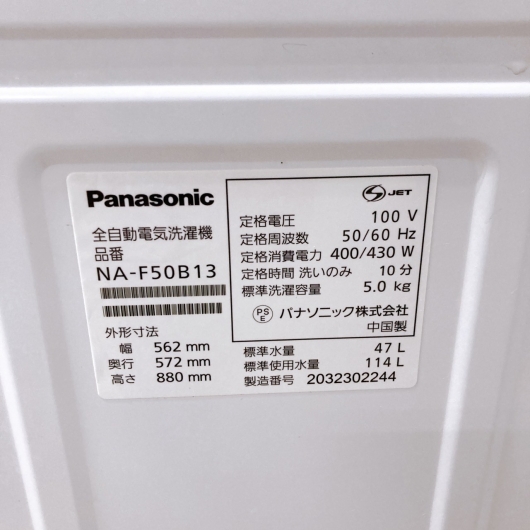 Panasonic
全自動電気洗濯機
品番
NA-F50B13
外形寸法
幅 562 mm
奥行 572 mm
高さ 880 mm
S JET
定格電圧 100 V
定格周波数 50/60 Hz
定格消費電力 400/430 W
定格時間 洗いのみ 10 分
標準洗濯容量 5.0 kg
PSE パナソニック株式会社
中国製
標準水量 47 L
標準使用水量 114 L
製造番号 2032302244